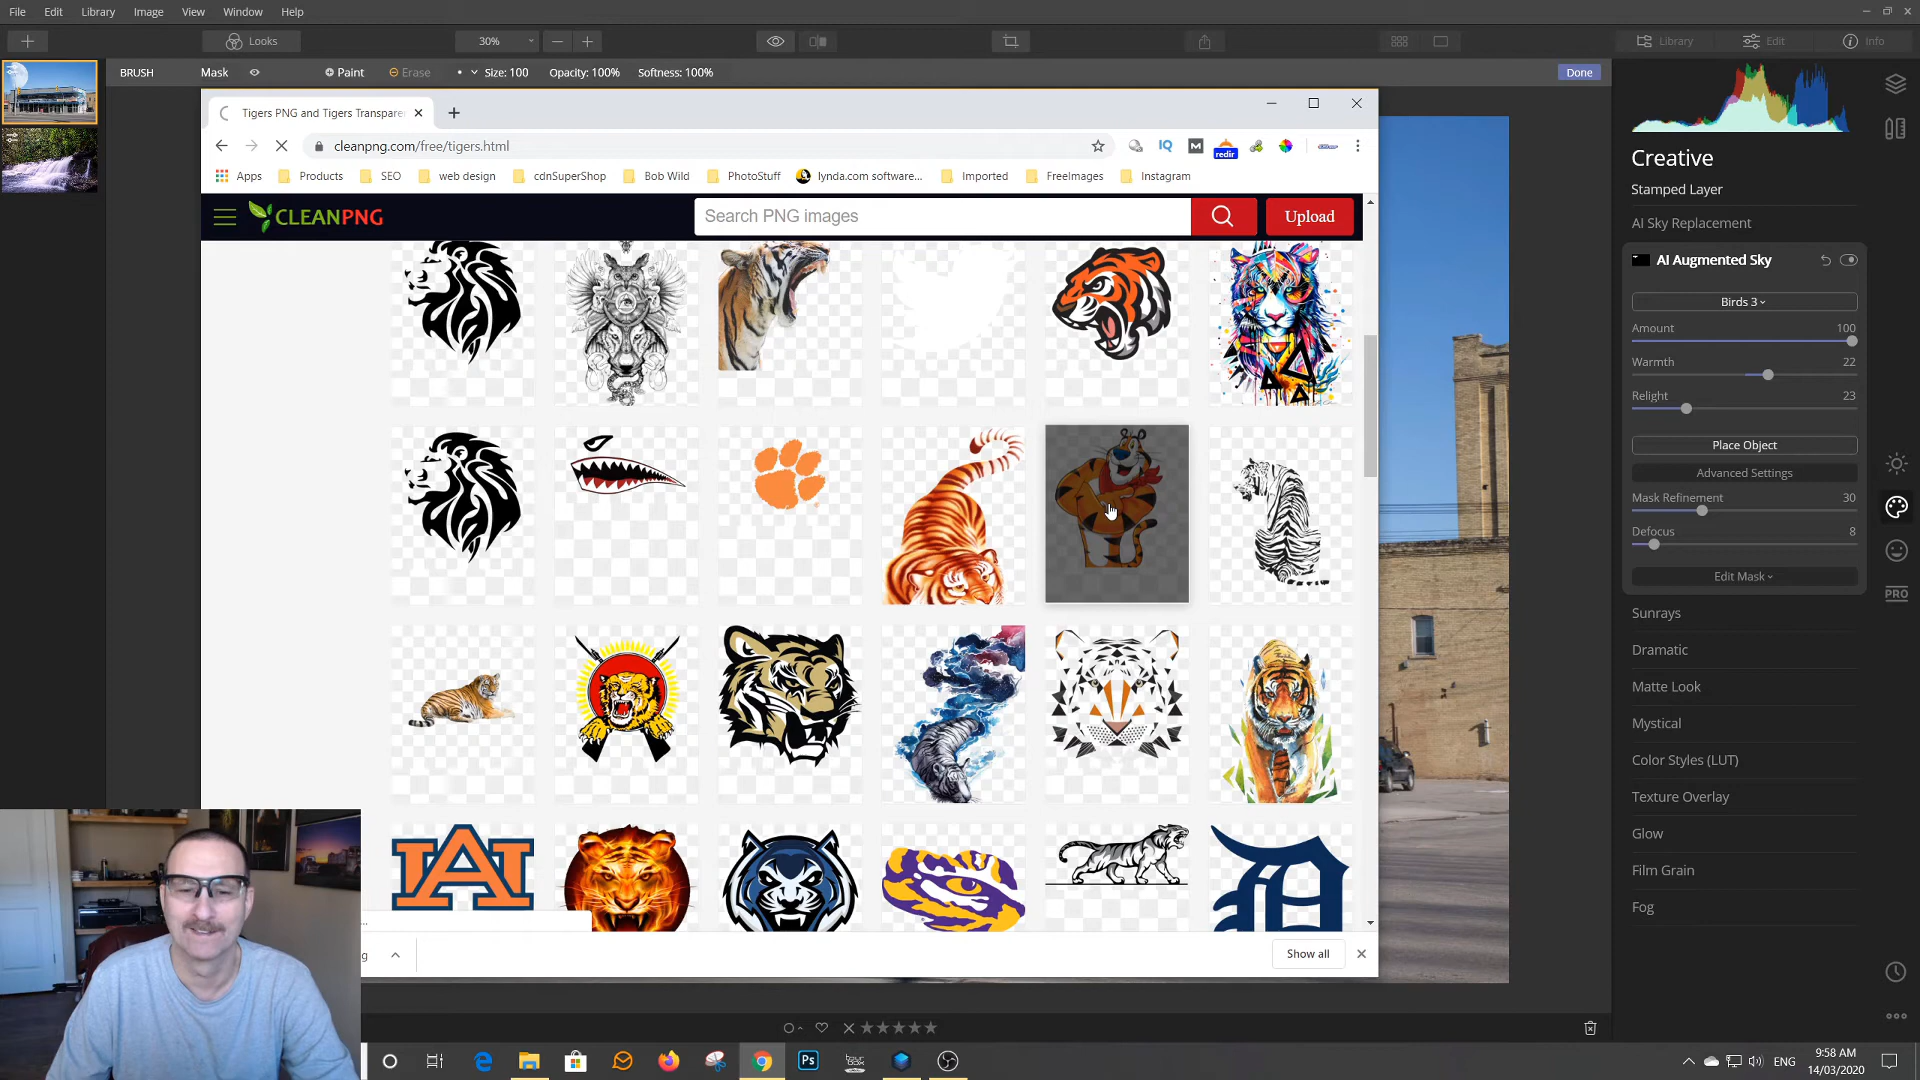 File Edit Library Image View Window Help
Looks 30% Library Edit Info
BRUSH Mask Paint Erase Size: 100 Opacity: 100% Softness: 100% Done
Tigers PNG and Tigers Transpare
cleanpng.com/free/tigers.html
IQ M redir
Apps Products SEO web design cdnSuperShop Bob Wild PhotoStuff lynda.com software... Imported FreeImages Instagram
CLEANPNG Search PNG images Upload
Creative
Stamped Layer
AI Sky Replacement
AI Augmented Sky
Birds 3
Amount 100
Warmth 22
Relight 23
Place Object
Advanced Settings
Mask Refinement 30
Defocus 8
Edit Mask
Sunrays
Dramatic
Matte Look
Mystical
Color Styles (LUT)
Texture Overlay
Glow
Film Grain
Fog
PRO
...
g
Show all
Ps
ENG
9:58 AM
14/03/2020